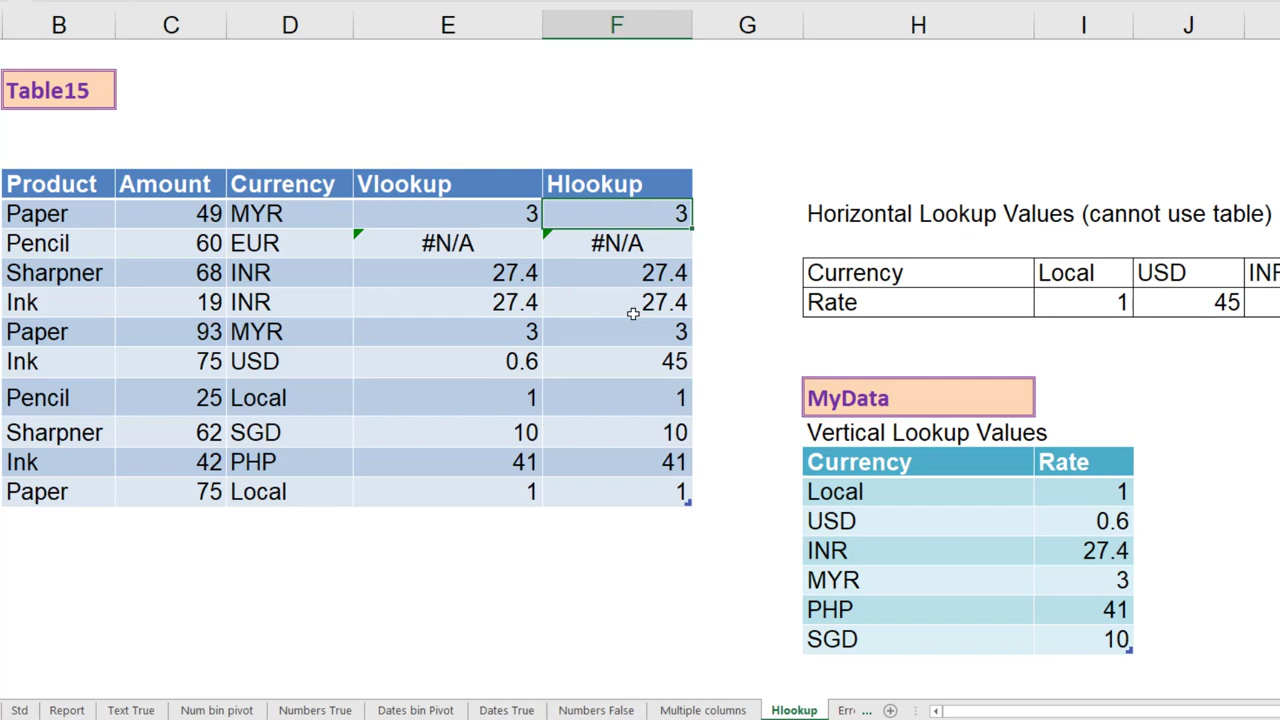 B C D E F G H I J
Table15
Product Amount Currency Vlookup Hlookup
Paper 49 MYR 3 3
Pencil 60 EUR #N/A #N/A
Sharpner 68 INR 27.4 27.4
Ink 19 INR 27.4 27.4
Paper 93 MYR 3 3
Ink 75 USD 0.6 45
Pencil 25 Local 1 1
Sharpner 62 SGD 10 10
Ink 42 PHP 41 41
Paper 75 Local 1 1
Horizontal Lookup Values (cannot use table)
Currency Local USD INR
Rate 1 45
MyData
Vertical Lookup Values
Currency Rate
Local 1
USD 0.6
INR 27.4
MYR 3
PHP 41
SGD 10
Std Report Text True Num bin pivot Numbers True Dates bin Pivot Dates True Numbers False Multiple columns Hlookup Err ...